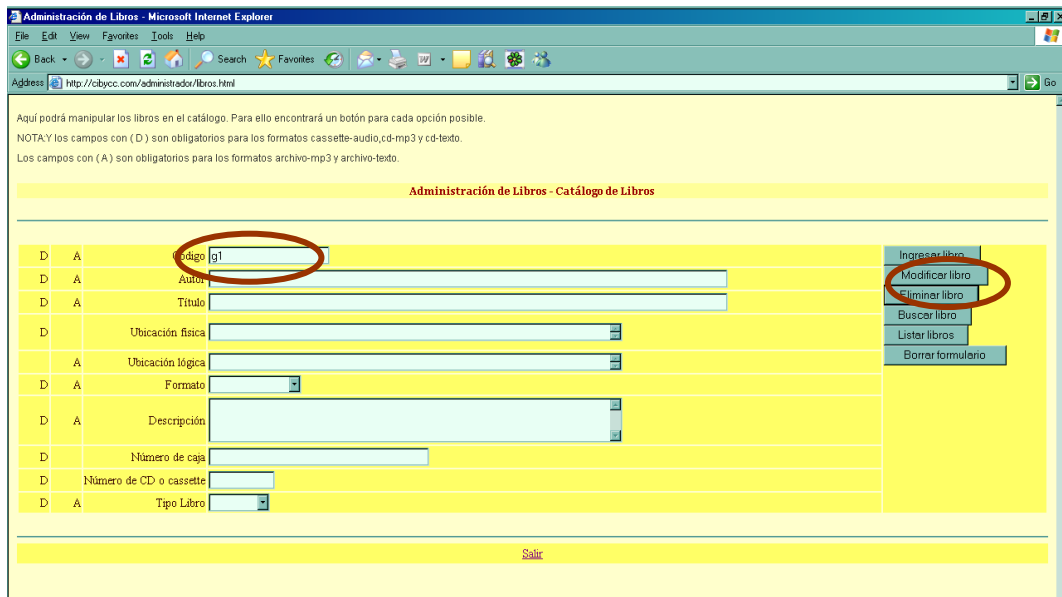 Administración de Libros - Microsoft Internet Explorer
File Edit View Favorites Tools Help
Back Search Favorites
Address http://cibycc.com/administrador/libros.html Go
Aquí podrá manipular los libros en el catálogo. Para ello encontrará un botón para cada opción posible.
NOTA:Y los campos con ( D ) son obligatorios para los formatos cassette-audio,cd-mp3 y cd-texto.
Los campos con ( A ) son obligatorios para los formatos archivo-mp3 y archivo-texto.
Administración de Libros - Catálogo de Libros
D A Código g1 Ingresar libro
D A Autor Modificar libro
D A Título Eliminar libro
Buscar libro
D Ubicación física
Listar libros
A Ubicación lógica Borrar formulario
D A Formato
D A Descripción
D Número de caja
D Número de CD o cassette
D A Tipo Libro
Salir